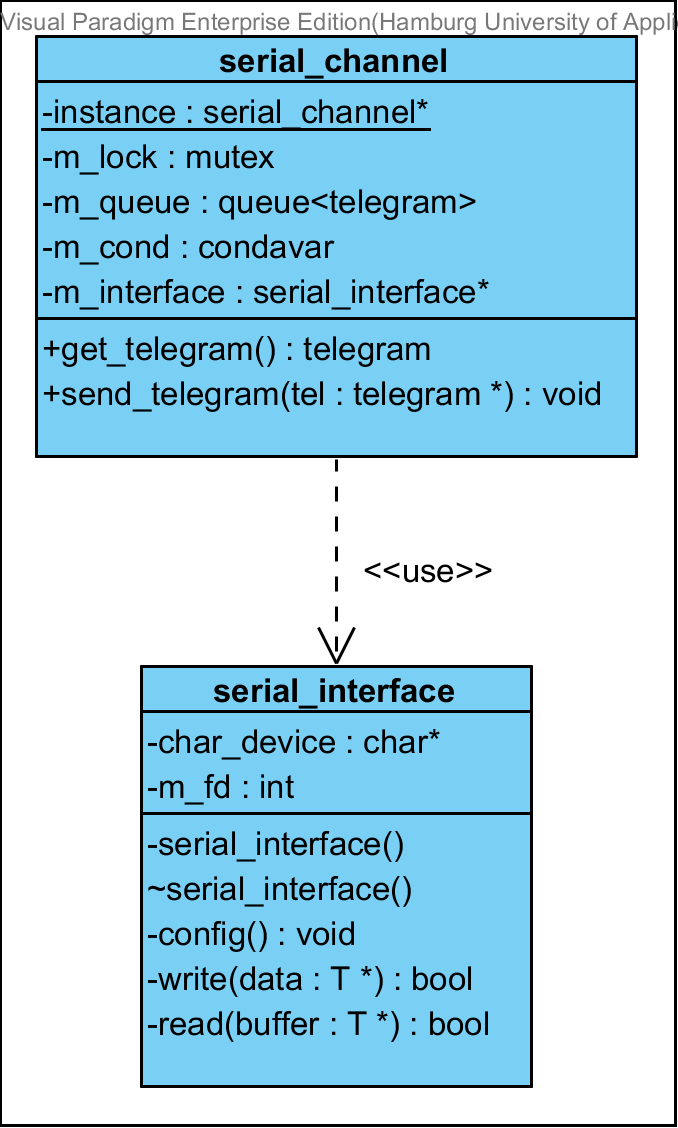 Visual Paradigm Enterprise Edition(Hamburg University of Appli
serial_channel
-instance : serial_channel*
-m_lock : mutex
-m_queue : queue<telegram>
-m_cond : condavar
-m_interface : serial_interface*
+get_telegram() : telegram
+send_telegram(tel : telegram *) : void
<<use>>
serial_interface
-char_device : char*
-m_fd : int
-serial_interface()
~serial_interface()
-config() : void
-write(data : T *) : bool
-read(buffer : T *) : bool